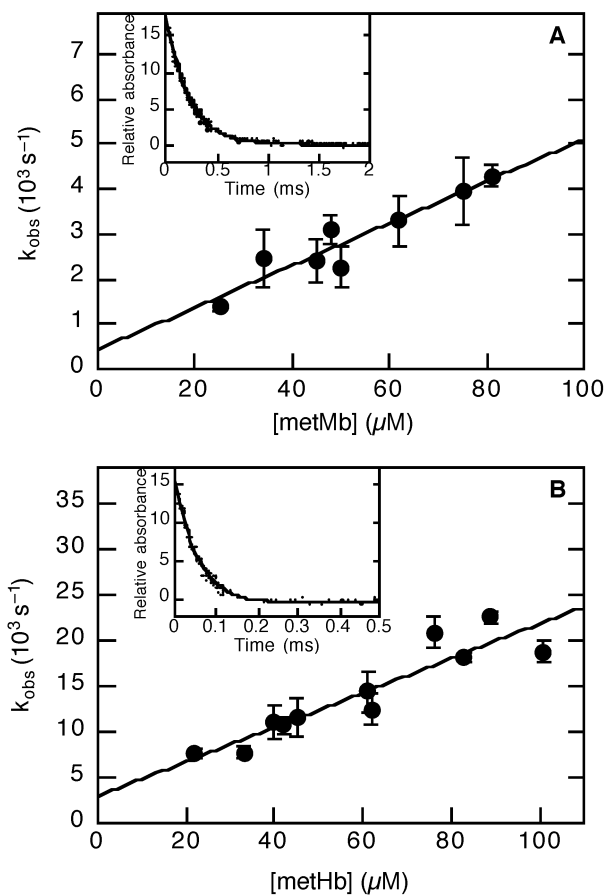 A
7
6
5
4
3
2
1
0
k_obs (10³ s⁻¹)
Relative absorbance
15
10
5
0
0 0.5 1 1.5 2
Time (ms)
0 20 40 60 80 100
[metMb] (µM)
B
35
30
25
20
15
10
5
0
k_obs (10³ s⁻¹)
Relative absorbance
15
10
5
0
0 0.1 0.2 0.3 0.4 0.5
Time (ms)
0 20 40 60 80 100
[metHb] (µM)